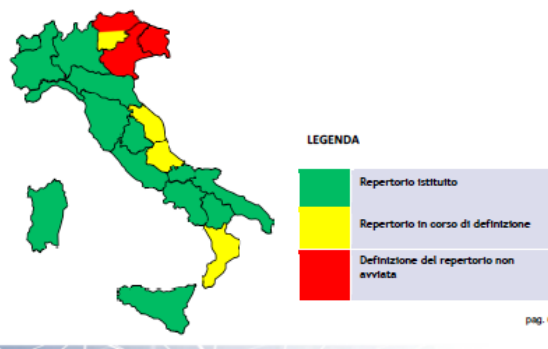 LEGENDA
Repertorio istituito
Repertorio in corso di definizione
Definizione del repertorio non
avviata
pag.